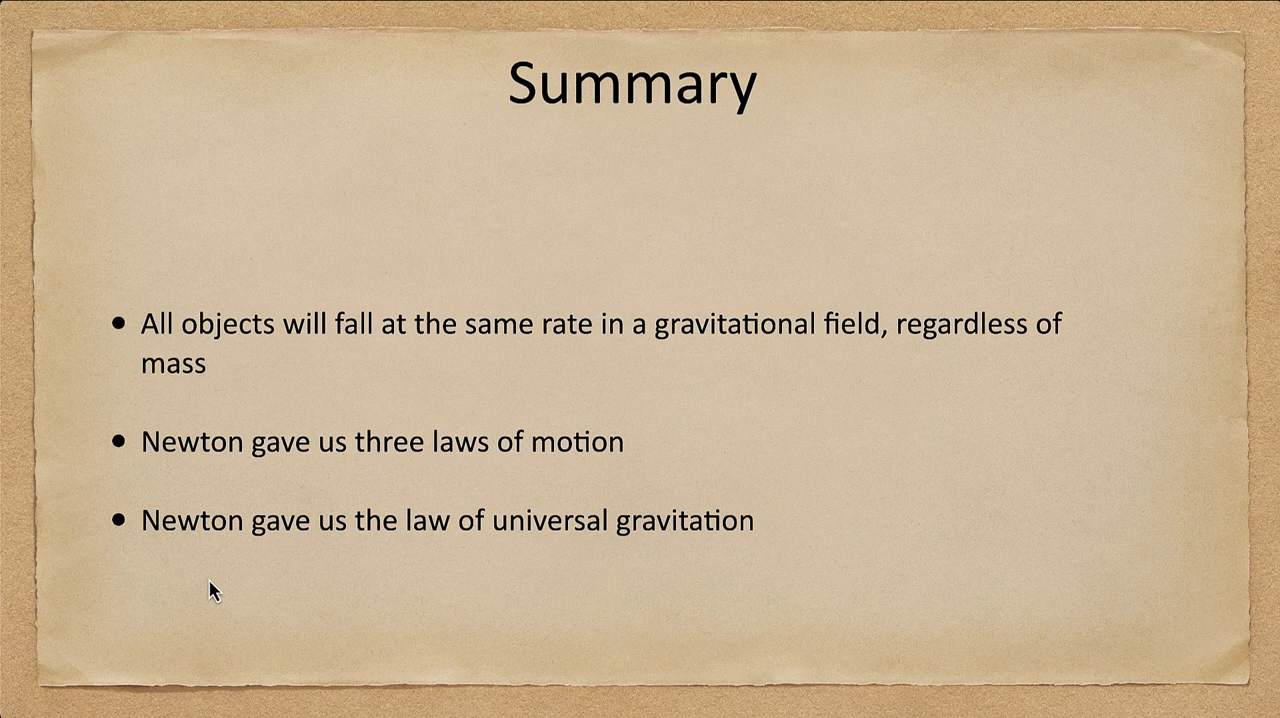 Summary
• All objects will fall at the same rate in a gravitational field, regardless of
mass
• Newton gave us three laws of motion
• Newton gave us the law of universal gravitation